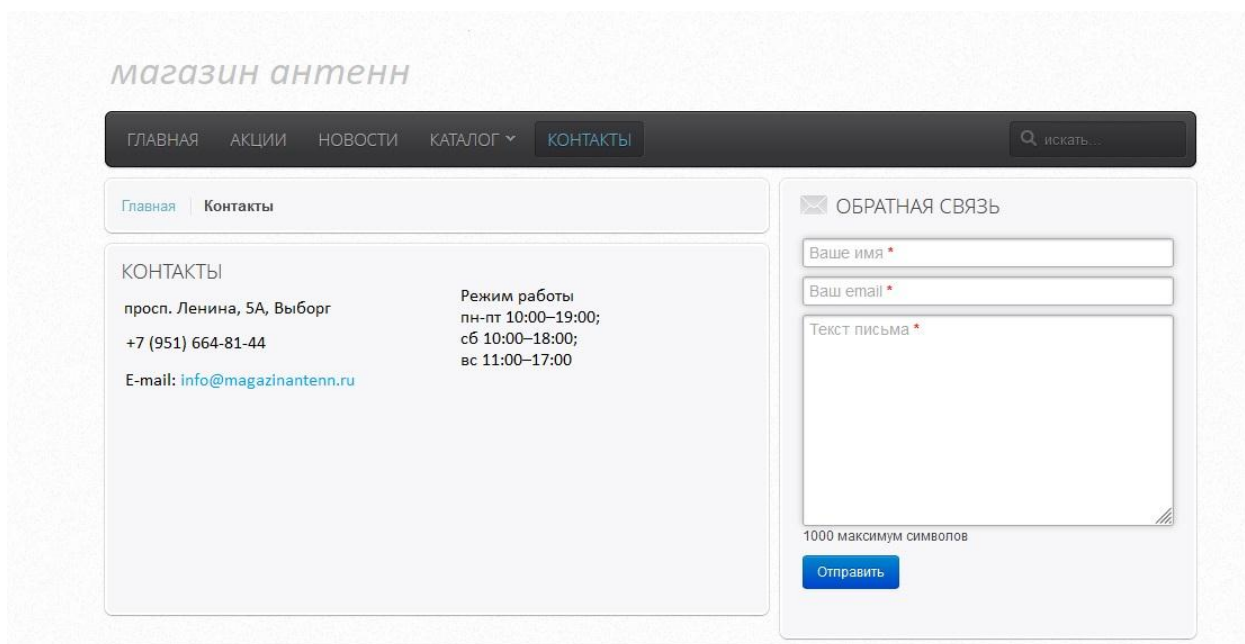 магазин антенн
ГЛАВНАЯ АКЦИИ НОВОСТИ КАТАЛОГ КОНТАКТЫ искать...
Главная Контакты
КОНТАКТЫ
просп. Ленина, 5А, Выборг
+7 (951) 664-81-44
E-mail: info@magazinantenn.ru
Режим работы
пн-пт 10:00–19:00;
сб 10:00–18:00;
вс 11:00–17:00
ОБРАТНАЯ СВЯЗЬ
Ваше имя *
Ваш email *
Текст письма *
1000 максимум символов
Отправить